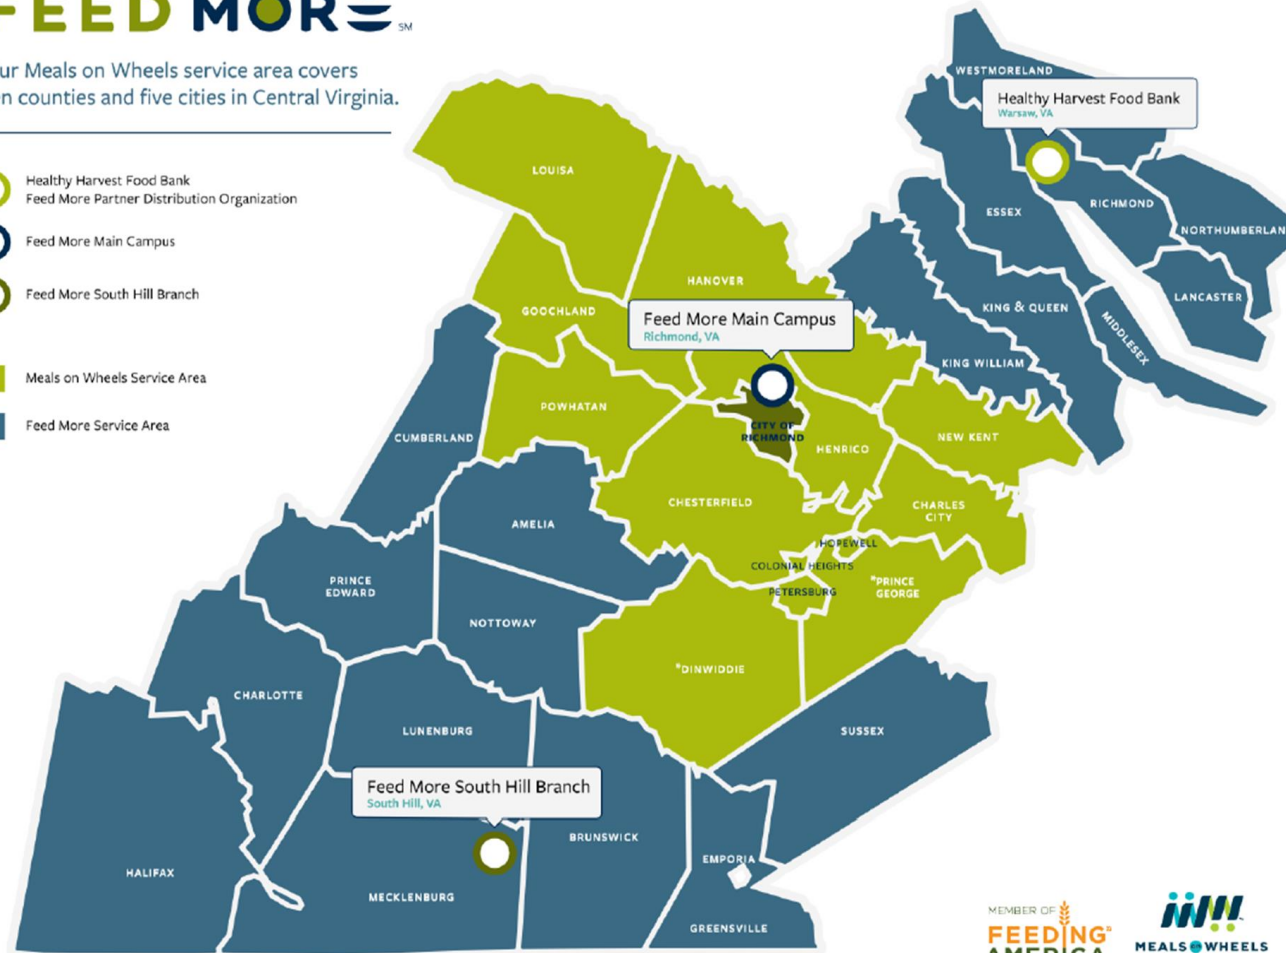 FEED MORE SM
ur Meals on Wheels service area covers
n counties and five cities in Central Virginia.
Healthy Harvest Food Bank
Feed More Partner Distribution Organization
Feed More Main Campus
Feed More South Hill Branch
Meals on Wheels Service Area
Feed More Service Area
WESTMORELAND
Healthy Harvest Food Bank
Warsaw, VA
LOUISA
ESSEX
RICHMOND
NORTHUMBERLAN
HANOVER
GOOCHLAND
KING & QUEEN
LANCASTER
MIDDLESEX
Feed More Main Campus
Richmond, VA
KING WILLIAM
POWHATAN
CITY OF
RICHMOND
CUMBERLAND
HENRICO
NEW KENT
CHESTERFIELD
CHARLES
CITY
AMELIA
HOPEWELL
COLONIAL HEIGHTS
PRINCE
EDWARD
PETERSBURG
*PRINCE
GEORGE
NOTTOWAY
*DINWIDDIE
CHARLOTTE
LUNENBURG
SUSSEX
Feed More South Hill Branch
South Hill, VA
BRUNSWICK
EMPORIA
HALIFAX
MECKLENBURG
GREENSVILLE
MEMBER OF
FEEDING
AMERICA
MEALS ON WHEELS